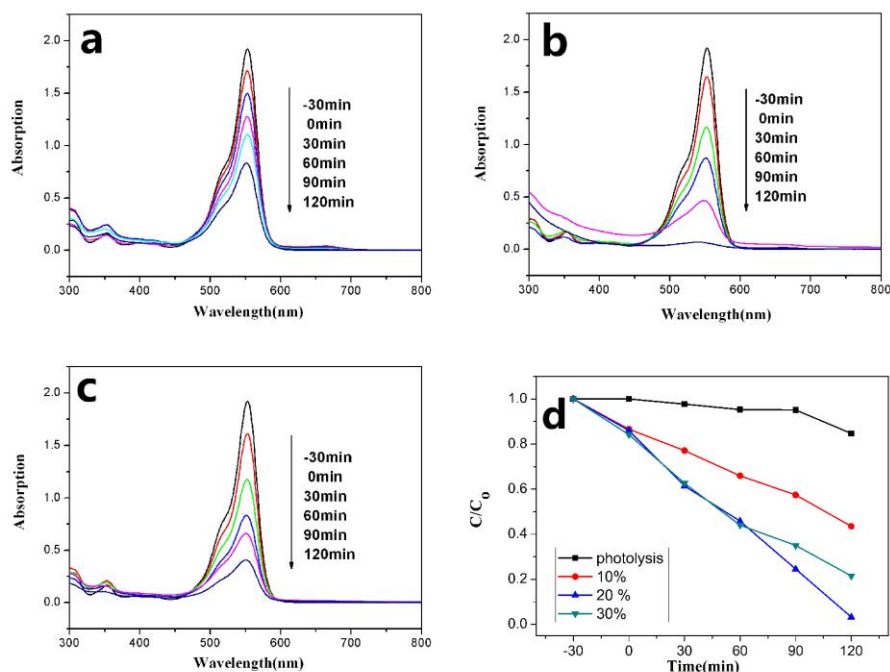 a
2.0
1.5
1.0
0.5
0.0
Absorption
-30min
0min
30min
60min
90min
120min
300 400 500 600 700 800
Wavelength(nm)
b
2.0
1.5
1.0
0.5
0.0
Absorption
-30min
0min
30min
60min
90min
120min
300 400 500 600 700 800
Wavelength(nm)
c
2.0
1.5
1.0
0.5
0.0
Absorption
-30min
0min
30min
60min
90min
120min
300 400 500 600 700 800
Wavelength(nm)
d
1.0
0.8
0.6
0.4
0.2
0.0
C/C0
photolysis
10%
20 %
30%
-30 0 30 60 90 120
Time(min)